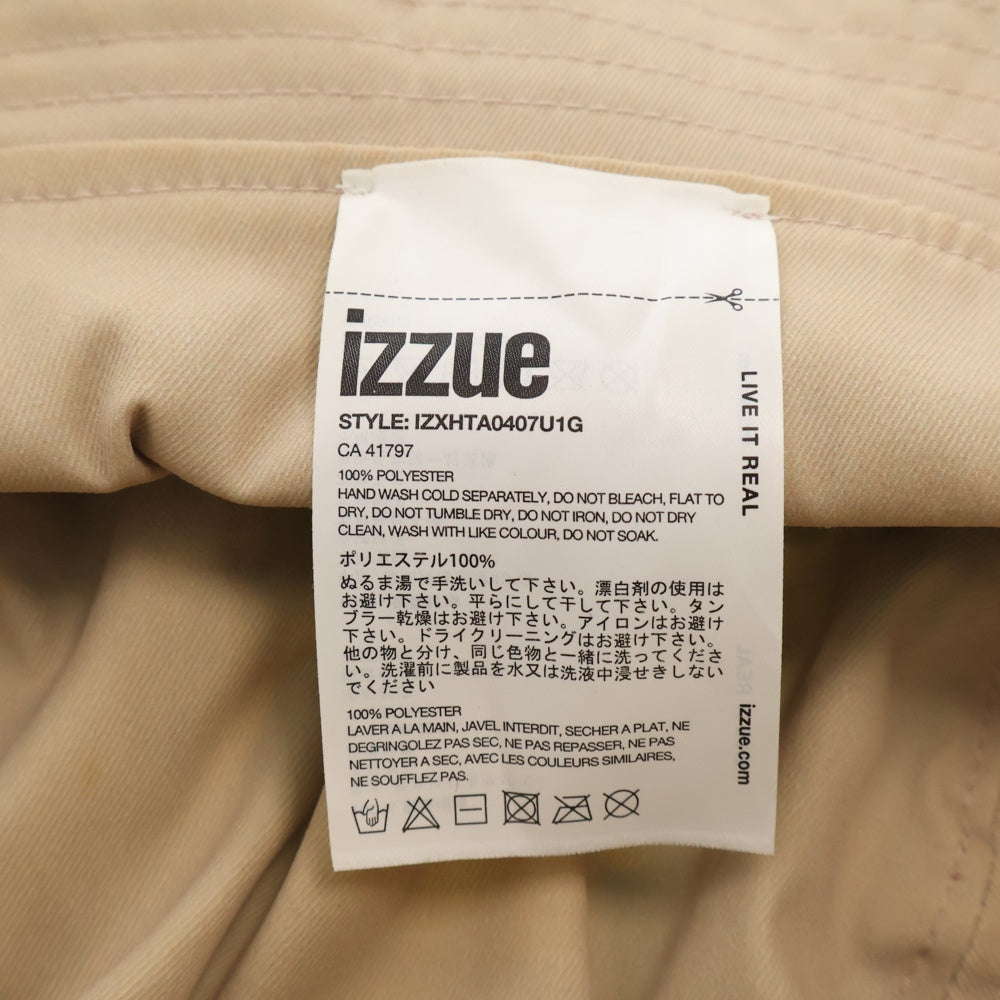 izzue
STYLE: IZXHTA0407U1G
CA 41797
100% POLYESTER
HAND WASH COLD SEPARATELY, DO NOT BLEACH, FLAT TO
DRY, DO NOT TUMBLE DRY, DO NOT IRON, DO NOT DRY
CLEAN, WASH WITH LIKE COLOUR, DO NOT SOAK.
ポリエステル100%
ぬるま湯で手洗いして下さい。漂白剤の使用は
お避け下さい。平らにして干して下さい。タン
ブラー乾燥はお避け下さい。アイロンはお避け
下さい。ドライクリーニングはお避け下さい。
他の物と分け、同じ色物と一緒に洗ってくださ
い。洗濯前に製品を水又は洗液中浸せきしない
でください
100% POLYESTER
LAVER A LA MAIN, JAVEL INTERDIT, SECHER A PLAT, NE
DEGRINGOLEZ PAS SEC, NE PAS REPASSER, NE PAS
NETTOYER A SEC, AVEC LES COULEURS SIMILAIRES,
NE SOUFFLEZ PAS.
LIVE IT REAL
izzue.com